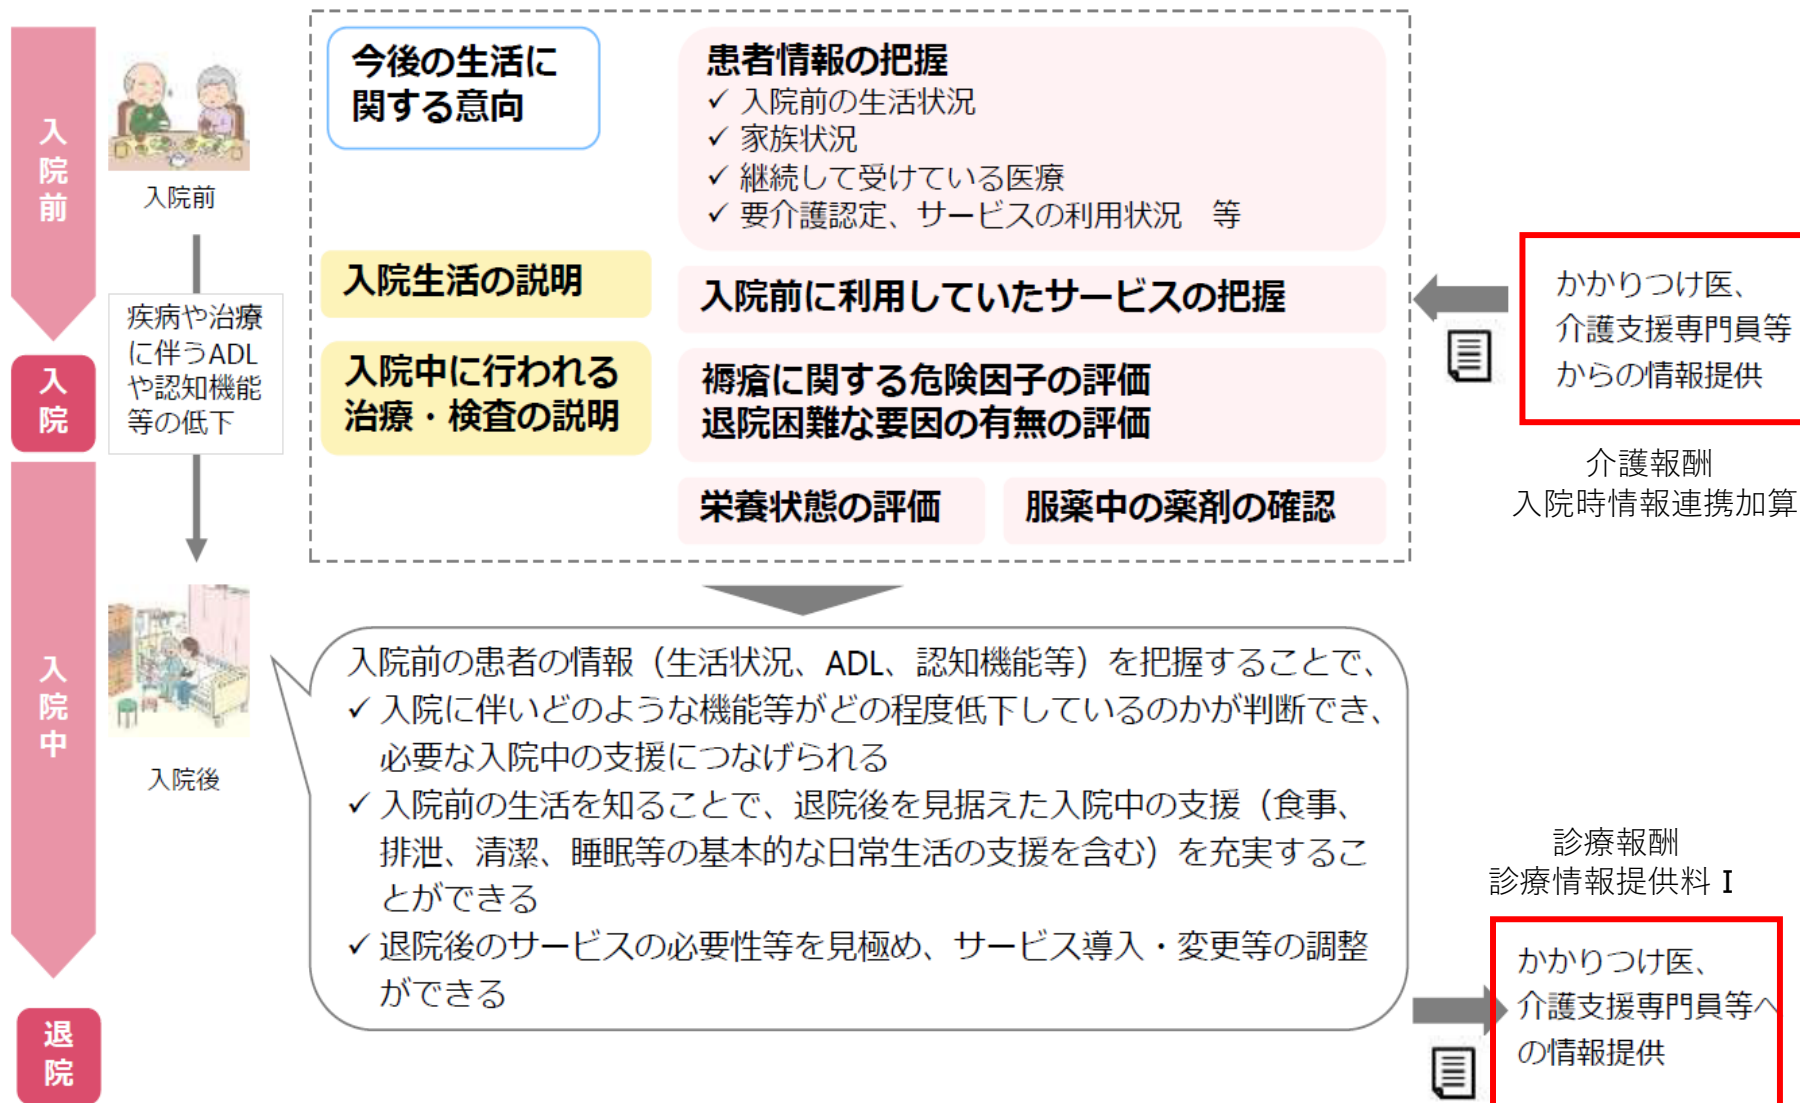 入院前
入院前
疾病や治療
に伴うADL
や認知機能
等の低下
入院
入院中
入院後
退院
今後の生活に
関する意向
患者情報の把握
✓ 入院前の生活状況
✓ 家族状況
✓ 継続して受けている医療
✓ 要介護認定、サービスの利用状況　等
入院生活の説明
入院前に利用していたサービスの把握
入院中に行われる
治療・検査の説明
褥瘡に関する危険因子の評価
退院困難な要因の有無の評価
栄養状態の評価
服薬中の薬剤の確認
かかりつけ医、
介護支援専門員等
からの情報提供
介護報酬
入院時情報連携加算
入院前の患者の情報（生活状況、ADL、認知機能等）を把握することで、
✓ 入院に伴いどのような機能等がどの程度低下しているのかが判断でき、
必要な入院中の支援につなげられる
✓ 入院前の生活を知ることで、退院後を見据えた入院中の支援（食事、
排泄、清潔、睡眠等の基本的な日常生活の支援を含む）を充実するこ
とができる
✓ 退院後のサービスの必要性等を見極め、サービス導入・変更等の調整
ができる
診療報酬
診療情報提供料 I
かかりつけ医、
介護支援専門員等へ
の情報提供